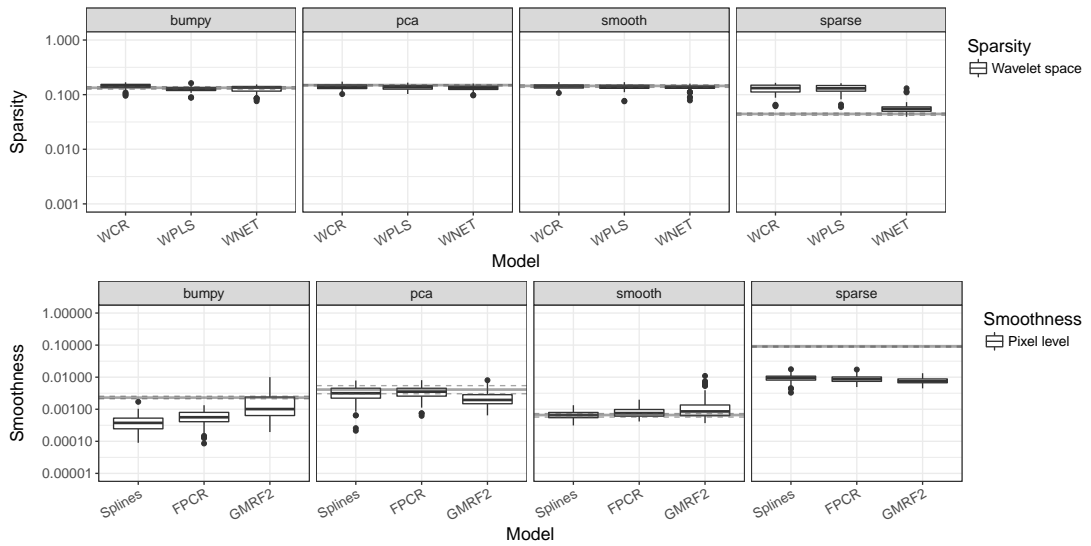 bumpy pca smooth sparse
Sparsity
1.000
0.100
0.010
0.001
WCR WPLS WNET WCR WPLS WNET WCR WPLS WNET WCR WPLS WNET
Model
Sparsity
Wavelet space
bumpy pca smooth sparse
Smoothness
1.00000
0.10000
0.01000
0.00100
0.00010
0.00001
Splines FPCR GMRF2 Splines FPCR GMRF2 Splines FPCR GMRF2 Splines FPCR GMRF2
Model
Smoothness
Pixel level